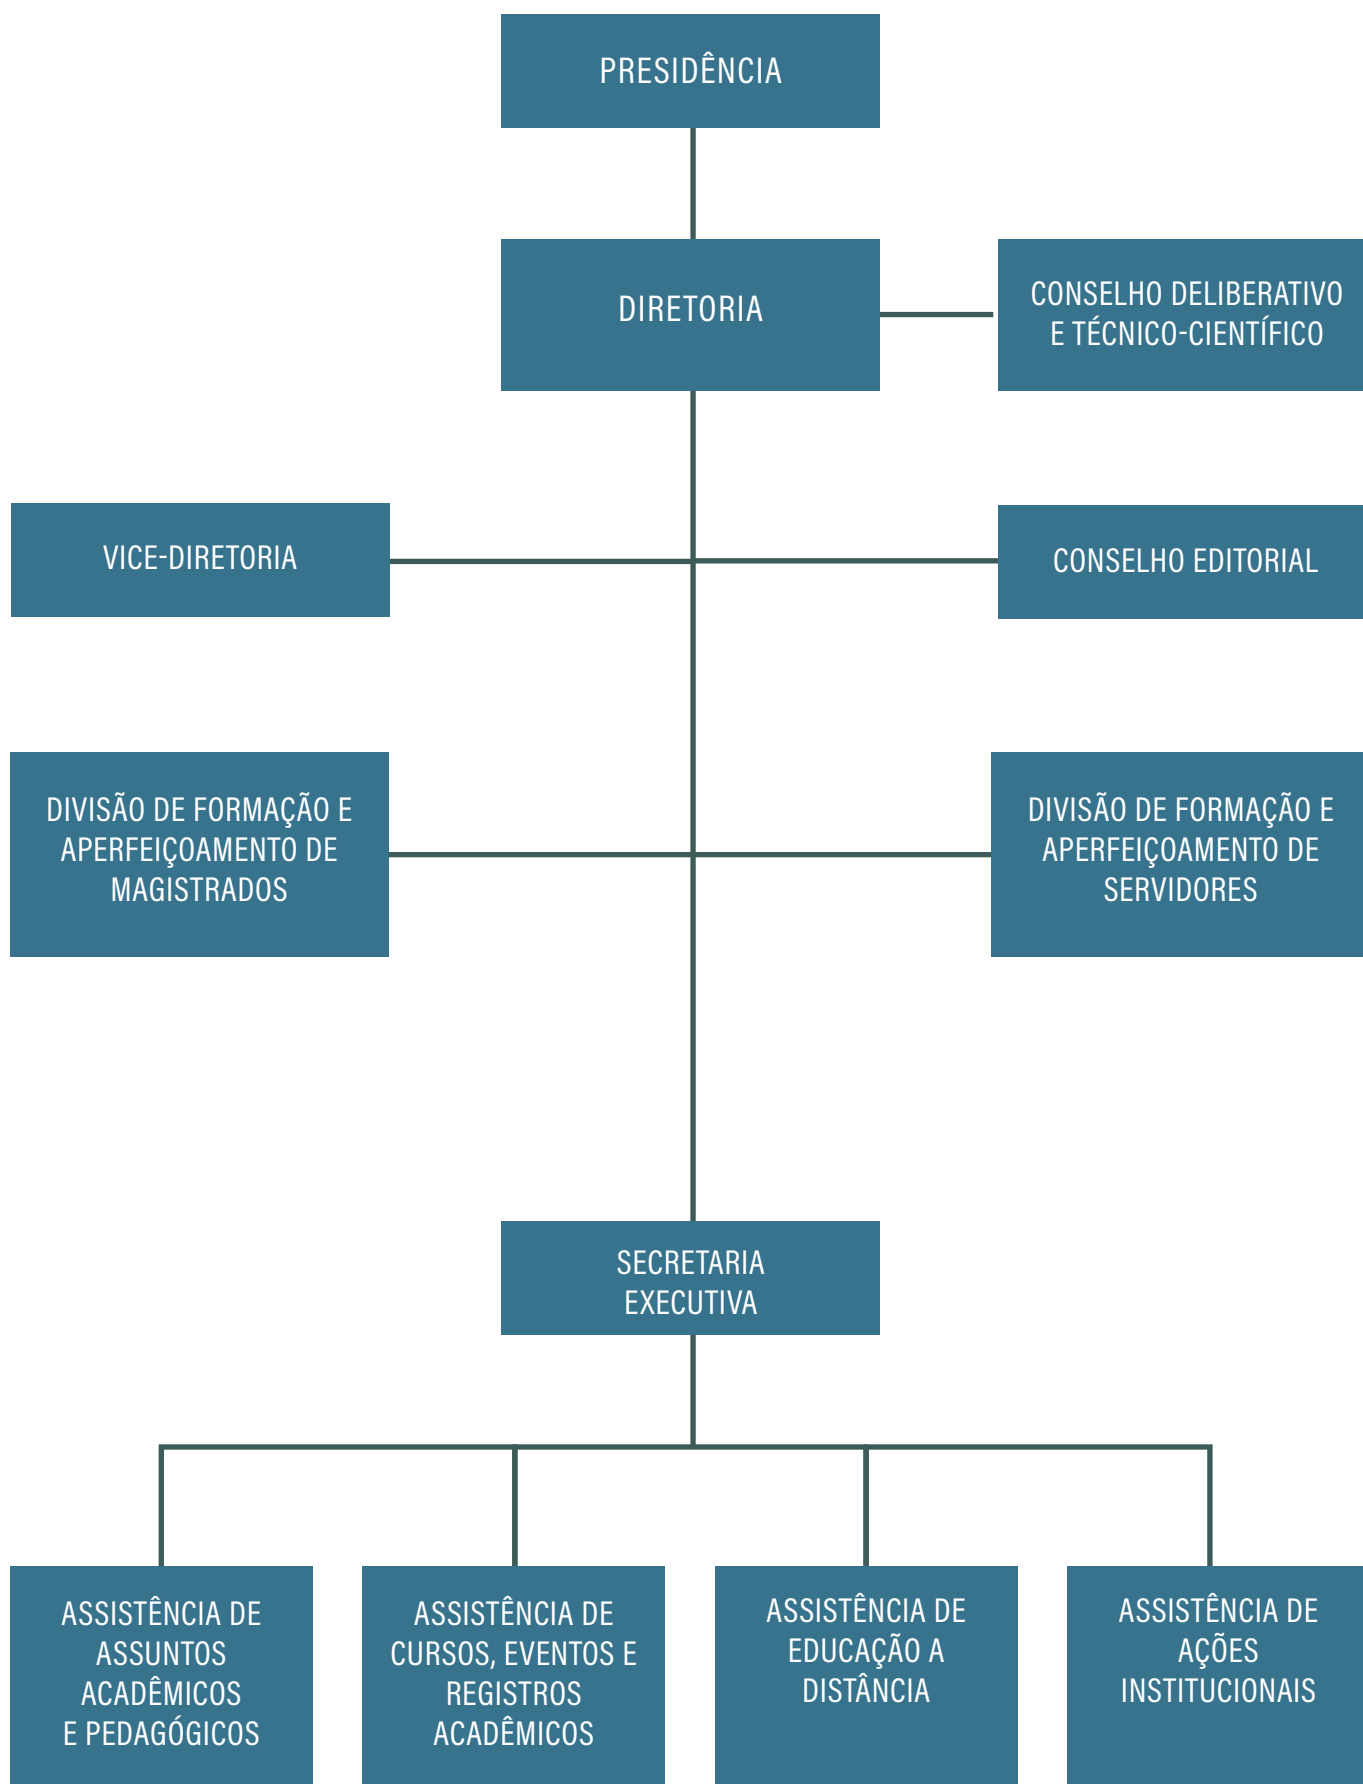 PRESIDÊNCIA
DIRETORIA
CONSELHO DELIBERATIVO
E TÉCNICO-CIENTÍFICO
VICE-DIRETORIA
CONSELHO EDITORIAL
DIVISÃO DE FORMAÇÃO E
APERFEIÇOAMENTO DE
MAGISTRADOS
DIVISÃO DE FORMAÇÃO E
APERFEIÇOAMENTO DE
SERVIDORES
SECRETARIA
EXECUTIVA
ASSISTÊNCIA DE
ASSUNTOS
ACADÊMICOS
E PEDAGÓGICOS
ASSISTÊNCIA DE
CURSOS, EVENTOS E
REGISTROS
ACADÊMICOS
ASSISTÊNCIA DE
EDUCAÇÃO A
DISTÂNCIA
ASSISTÊNCIA DE
AÇÕES
INSTITUCIONAIS